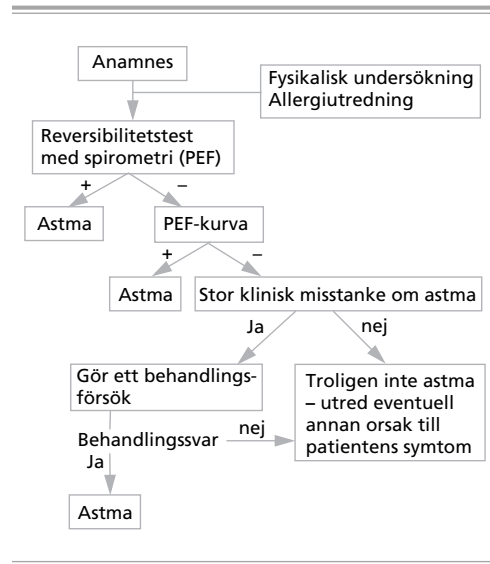 Anamnes
Fysikalisk undersökning
Allergiutredning
Reversibilitetstest
med spirometri (PEF)
+
–
Astma
PEF-kurva
+
–
Astma
Stor klinisk misstanke om astma
Ja
nej
Gör ett behandlings-
försök
Troligen inte astma
– utred eventuell
annan orsak till
patientens symtom
Behandlingssvar
nej
Ja
Astma